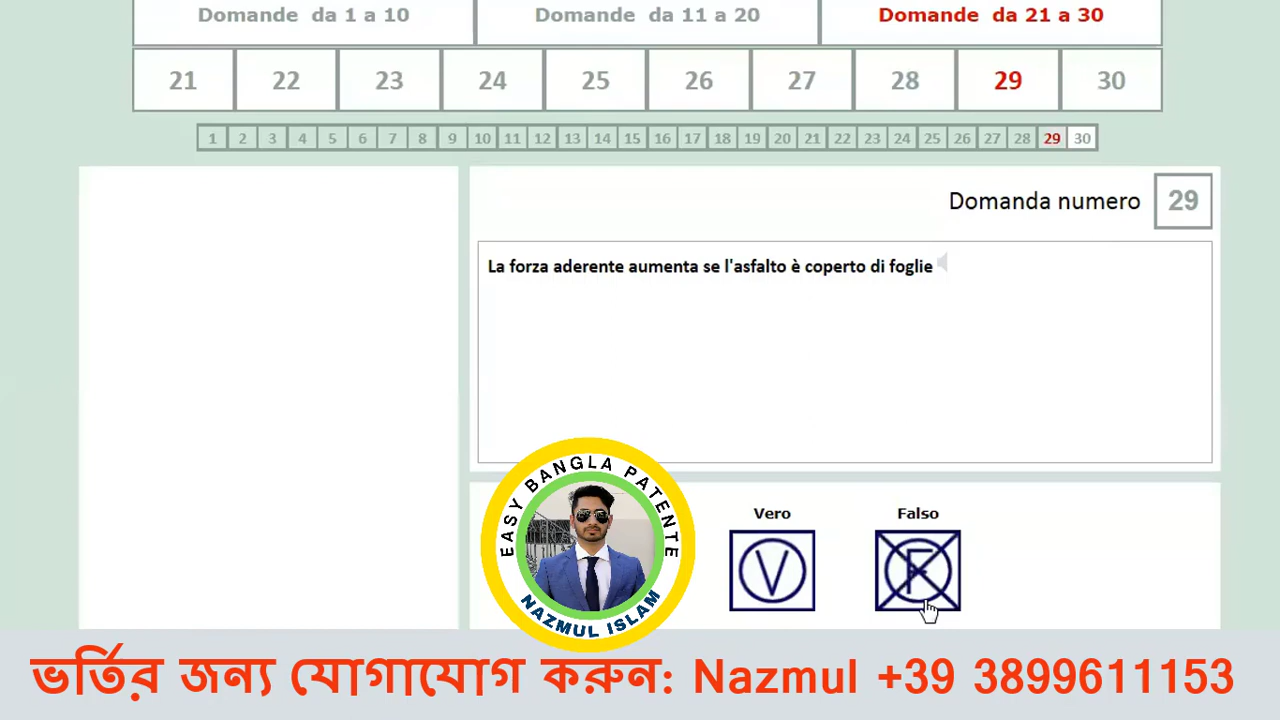 Domande da 1 a 10 Domande da 11 a 20 Domande da 21 a 30
21 22 23 24 25 26 27 28 29 30
1 2 3 4 5 6 7 8 9 10 11 12 13 14 15 16 17 18 19 20 21 22 23 24 25 26 27 28 29 30
Domanda numero 29
La forza aderente aumenta se l'asfalto è coperto di foglie
EASY BANGLA PATENTE
NAZMUL ISLAM
Vero Falso
V F
ভর্তির জন্য যোগাযোগ করুন: Nazmul +39 3899611153